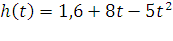 h(t) = 1,6 + 8t − 5t²